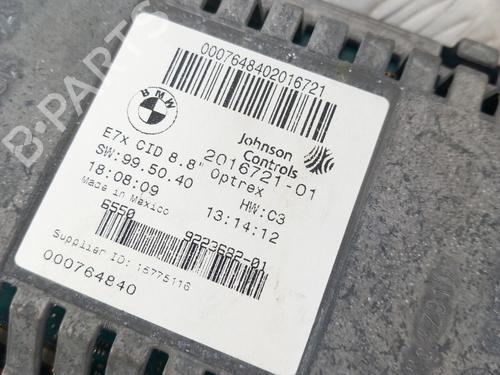 0007648402016721
BMW
Johnson
Controls
E7X CID 8.8"
2016721-01
SW:99.50.40
Optrex
HW:C3
18:08:09
13:14:12
Made in Mexico
6550
9223682-01
Supplier ID: 15775116
000764840
B-PARTS